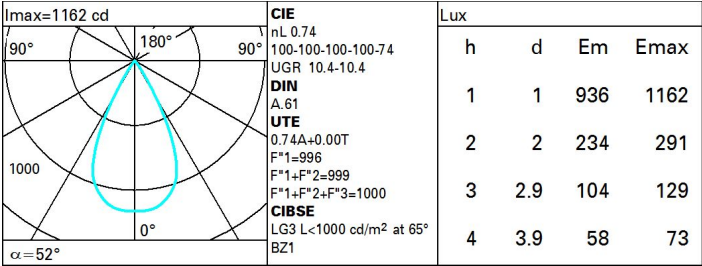 Imax=1162 cd
90°
180°
90°
1000
0°
α=52°
CIE
nL 0.74
100-100-100-100-74
UGR 10.4-10.4
DIN
A.61
UTE
0.74A+0.00T
F"1=996
F"1+F"2=999
F"1+F"2+F"3=1000
CIBSE
LG3 L<1000 cd/m² at 65°
BZ1
Lux
h d Em Emax
1 1 936 1162
2 2 234 291
3 2.9 104 129
4 3.9 58 73